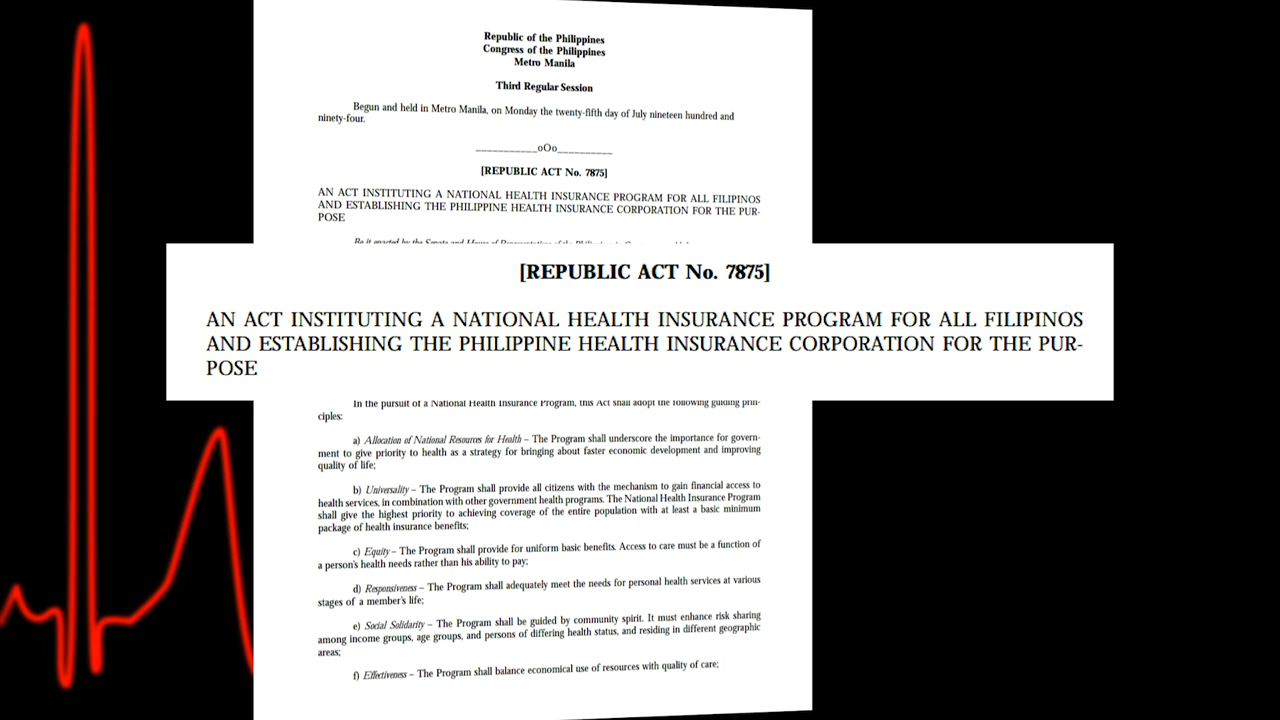 Republic of the Philippines
Congress of the Philippines
Metro Manila
Third Regular Session
Begun and held in Metro Manila, on Monday the twenty-fifth day of July nineteen hundred and
ninety-four.
___________oOo__________
[REPUBLIC ACT No. 7875]
AN ACT INSTITUTING A NATIONAL HEALTH INSURANCE PROGRAM FOR ALL FILIPINOS
AND ESTABLISHING THE PHILIPPINE HEALTH INSURANCE CORPORATION FOR THE PUR-
POSE
[REPUBLIC ACT No. 7875]
AN ACT INSTITUTING A NATIONAL HEALTH INSURANCE PROGRAM FOR ALL FILIPINOS
AND ESTABLISHING THE PHILIPPINE HEALTH INSURANCE CORPORATION FOR THE PUR-
POSE
In the pursuit of a National Health Insurance Program, this Act shall adopt the following guiding prin-
ciples:
a) Allocation of National Resources for Health – The Program shall underscore the importance for govern-
ment to give priority to health as a strategy for bringing about faster economic development and improving
quality of life;
b) Universality – The Program shall provide all citizens with the mechanism to gain financial access to
health services, in combination with other government health programs. The National Health Insurance Program
shall give the highest priority to achieving coverage of the entire population with at least a basic minimum
package of health insurance benefits;
c) Equity – The Program shall provide for uniform basic benefits. Access to care must be a function of
a person's health needs rather than his ability to pay;
d) Responsiveness – The Program shall adequately meet the needs for personal health services at various
stages of a member's life;
e) Social Solidarity – The Program shall be guided by community spirit. It must enhance risk sharing
among income groups, age groups, and persons of differing health status, and residing in different geographic
areas;
f) Effectiveness – The Program shall balance economical use of resources with quality of care;